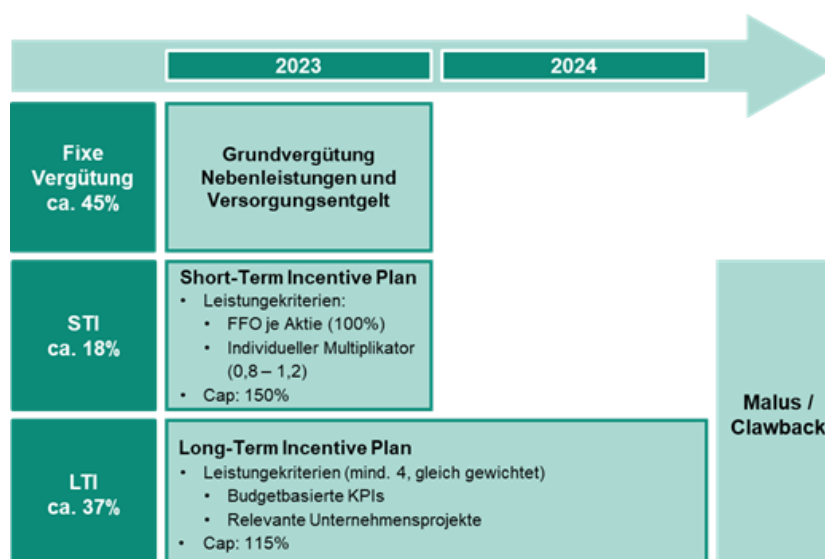 2023
2024
Fixe
Vergütung
ca. 45%
Grundvergütung
Nebenleistungen und
Versorgungsentgelt
STI
ca. 18%
Short-Term Incentive Plan
• Leistungekriterien:
• FFO je Aktie (100%)
• Individueller Multiplikator
(0,8 – 1,2)
• Cap: 150%
Malus /
Clawback
LTI
ca. 37%
Long-Term Incentive Plan
• Leistungekriterien (mind. 4, gleich gewichtet)
• Budgetbasierte KPIs
• Relevante Unternehmensprojekte
• Cap: 115%